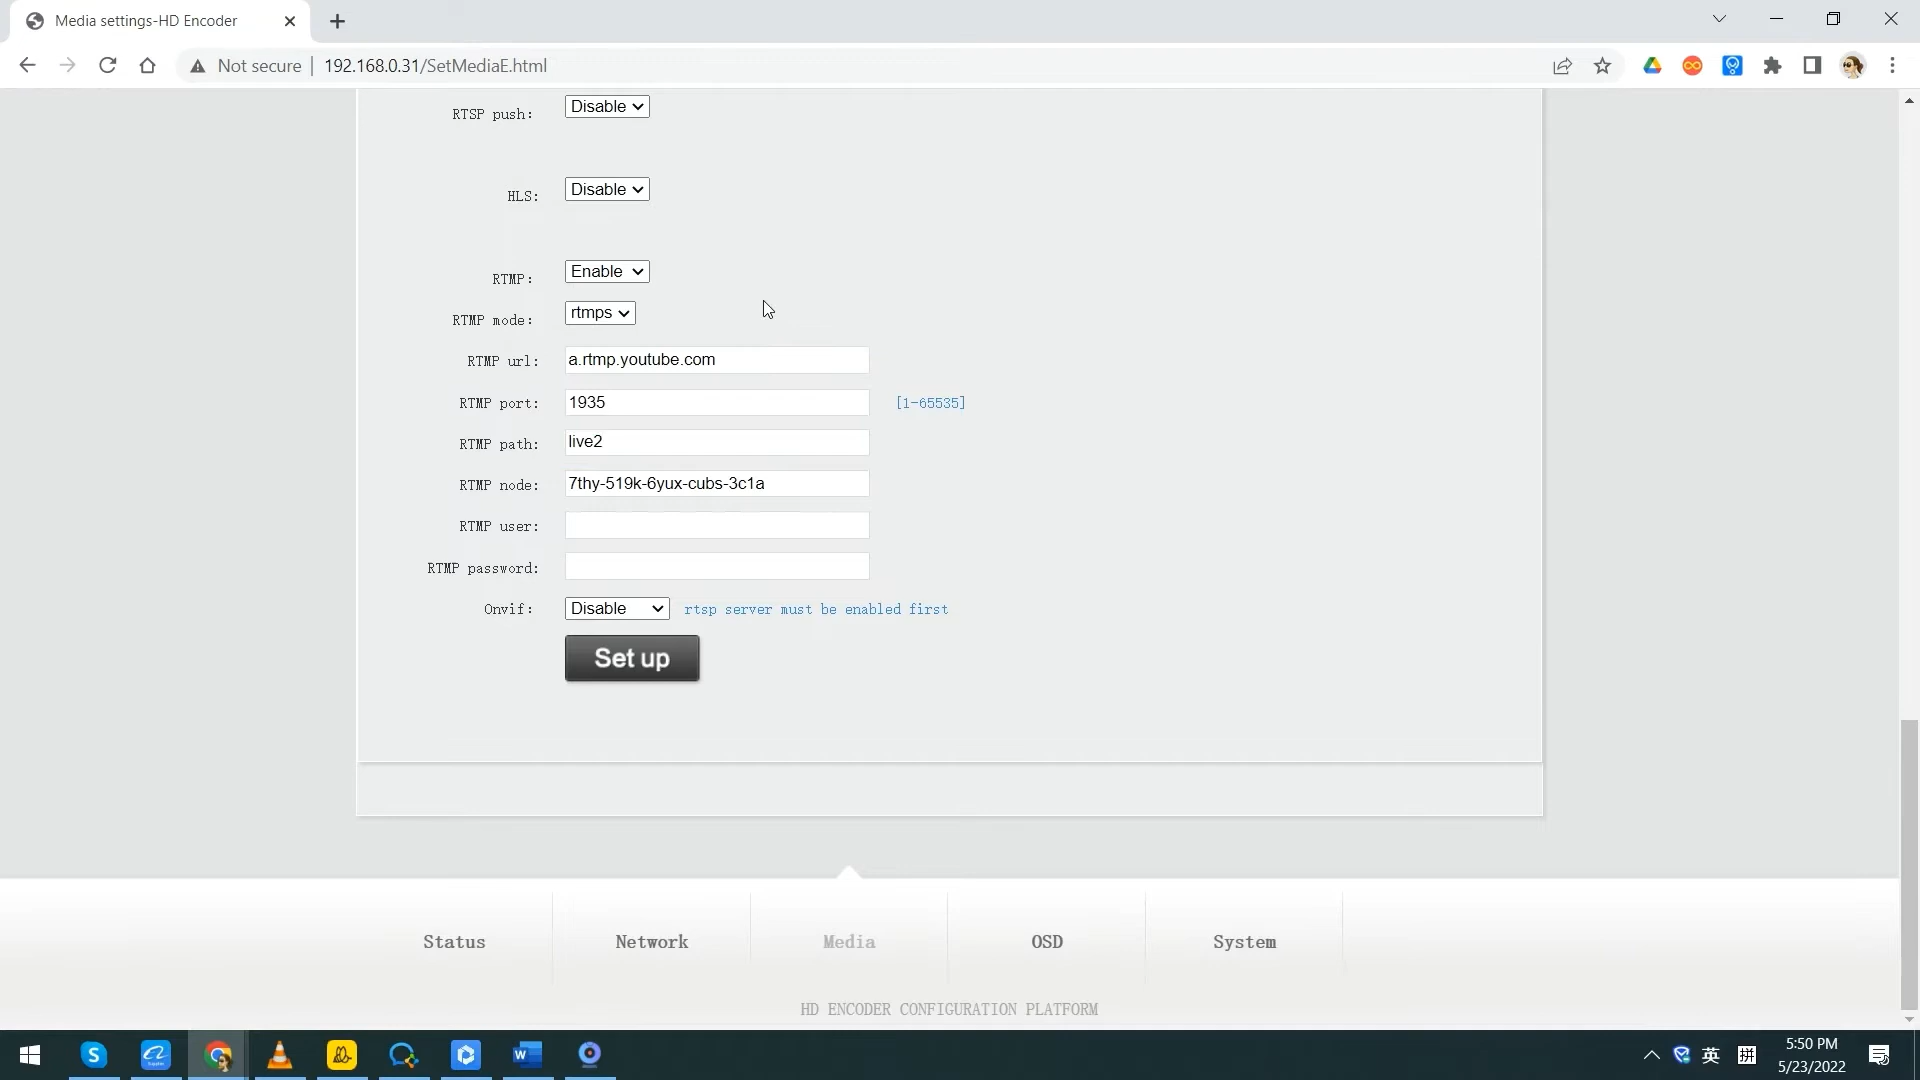 Media settings-HD Encoder
Not secure 192.168.0.31/SetMediaE.html
RTSP push: Disable
HLS: Disable
RTMP: Enable
RTMP mode: rtmps
RTMP url: a.rtmp.youtube.com
RTMP port: 1935 [1-65535]
RTMP path: live2
RTMP node: 7thy-519k-6yux-cubs-3c1a
RTMP user:
RTMP password:
Onvif: Disable rtsp server must be enabled first
Set up
Status Network Media OSD System
HD ENCODER CONFIGURATION PLATFORM
英 拼 5:50 PM
5/23/2022